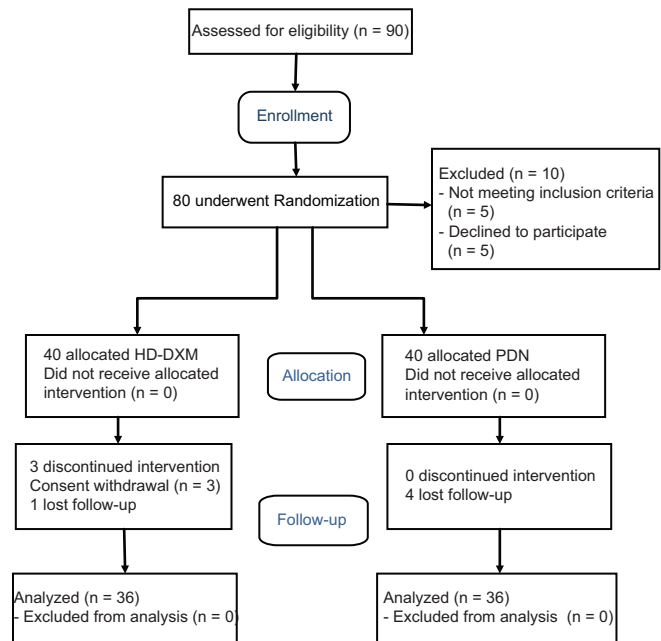 Assessed for eligibility (n = 90)
Enrollment
80 underwent Randomization
Excluded (n = 10)
- Not meeting inclusion criteria
(n = 5)
- Declined to participate
(n = 5)
40 allocated HD-DXM
Did not receive allocated
intervention (n = 0)
Allocation
40 allocated PDN
Did not receive allocated
intervention (n = 0)
3 discontinued intervention
Consent withdrawal (n = 3)
1 lost follow-up
Follow-up
0 discontinued intervention
4 lost follow-up
Analyzed (n = 36)
- Excluded from analysis (n = 0)
Analyzed (n = 36)
- Excluded from analysis (n = 0)